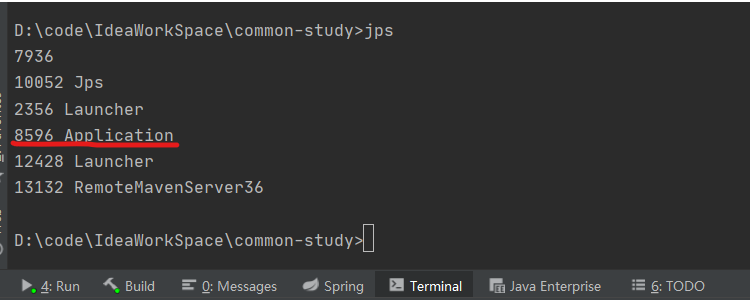 D:\code\IdeaWorkSpace\common-study>jps
7936
10052 Jps
2356 Launcher
8596 Application
12428 Launcher
13132 RemoteMavenServer36
D:\code\IdeaWorkSpace\common-study>
4: Run Build 0: Messages Spring Terminal Java Enterprise 6: TODO